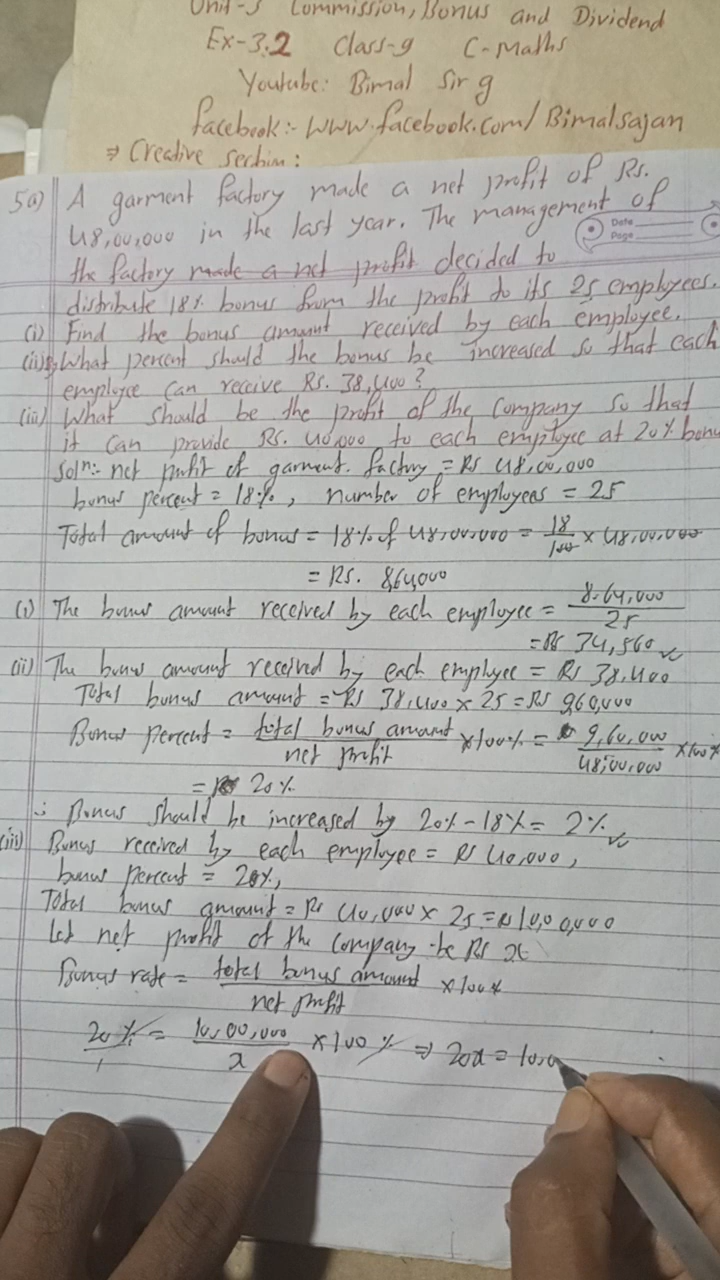 Unit-3 Commission, Bonus and Dividend
Ex-3.2 Class-9 C-Maths
Youtube: Bimal Sir g
facebook:- www.facebook.com/Bimalsajan
⇒ Creative Section:
5a) A garment factory made a net profit of Rs.
48,00,000 in the last year. The management of
Date
Page
the factory made a net profit decided to
distribute 18% bonus from the profit to its 25 employees.
(i) Find the bonus amount received by each employee.
(ii) What percent should the bonus be increased so that each
employee can receive Rs. 38,400?
(iii) What should be the profit of the company so that
it can provide Rs. 40,000 to each employee at 20% bonu
Soln:- net profit of garment factory = Rs 48,00,000
bonus percent = 18%, number of employees = 25
Total amount of bonus = 18% of 48,00,000 = 18/100 × 48,00,000
= Rs. 8,64,000
(i) The bonus amount received by each employee = 8,64,000/25
= Rs 34,560
(ii) The bonus amount received by each employee = Rs 38,400
Total bonus amount = Rs 38,400 × 25 = Rs 9,60,000
Bonus Percent = total bonus amount/net profit × 100% = 9,60,000/48,00,000 × 100%
= 20%
∴ Bonus should be increased by 20% - 18% = 2%
(iii) Bonus received by each employee = Rs 40,000,
bonus percent = 20%,
Total bonus amount = Rs 40,000 × 25 = Rs 10,00,000
Let net profit of the company be Rs x
Bonus rate = total bonus amount/net profit × 100%
20%/1 = 10,00,000/x × 100% ⇒ 20x = 10,0